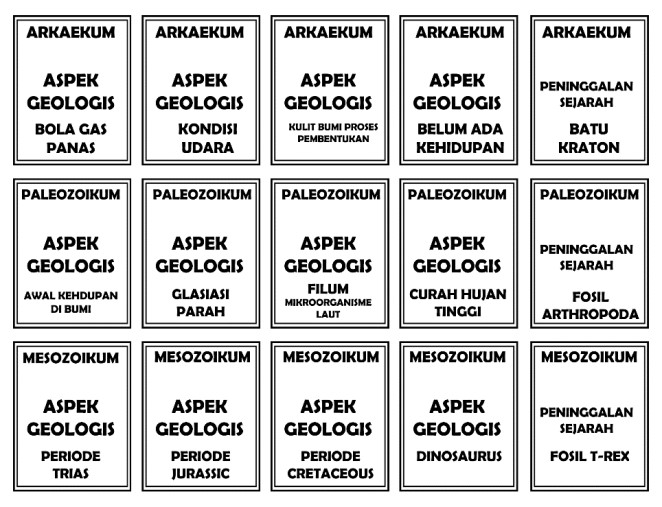 ARKAEKUM
ASPEK
GEOLOGIS
BOLA GAS
PANAS
ARKAEKUM
ASPEK
GEOLOGIS
KONDISI
UDARA
ARKAEKUM
ASPEK
GEOLOGIS
KULIT BUMI PROSES
PEMBENTUKAN
ARKAEKUM
ASPEK
GEOLOGIS
BELUM ADA
KEHIDUPAN
ARKAEKUM
PENINGGALAN
SEJARAH
BATU
KRATON
PALEOZOIKUM
ASPEK
GEOLOGIS
AWAL KEHDUPAN
DI BUMI
PALEOZOIKUM
ASPEK
GEOLOGIS
GLASIASI
PARAH
PALEOZOIKUM
ASPEK
GEOLOGIS
FILUM
MIKROORGANISME
LAUT
PALEOZOIKUM
ASPEK
GEOLOGIS
CURAH HUJAN
TINGGI
PALEOZOIKUM
PENINGGALAN
SEJARAH
FOSIL
ARTHROPODA
MESOZOIKUM
ASPEK
GEOLOGIS
PERIODE
TRIAS
MESOZOIKUM
ASPEK
GEOLOGIS
PERIODE
JURASSIC
MESOZOIKUM
ASPEK
GEOLOGIS
PERIODE
CRETACEOUS
MESOZOIKUM
ASPEK
GEOLOGIS
DINOSAURUS
MESOZOIKUM
PENINGGALAN
SEJARAH
FOSIL T-REX